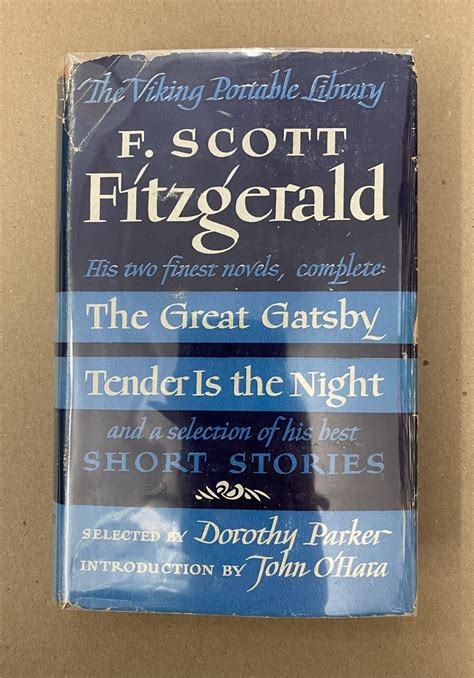 The Viking Portable Library
F. SCOTT
Fitzgerald
His two finest novels, complete:
The Great Gatsby
Tender Is the Night
and a selection of his best
SHORT STORIES
SELECTED BY Dorothy Parker
INTRODUCTION BY John O'Hara